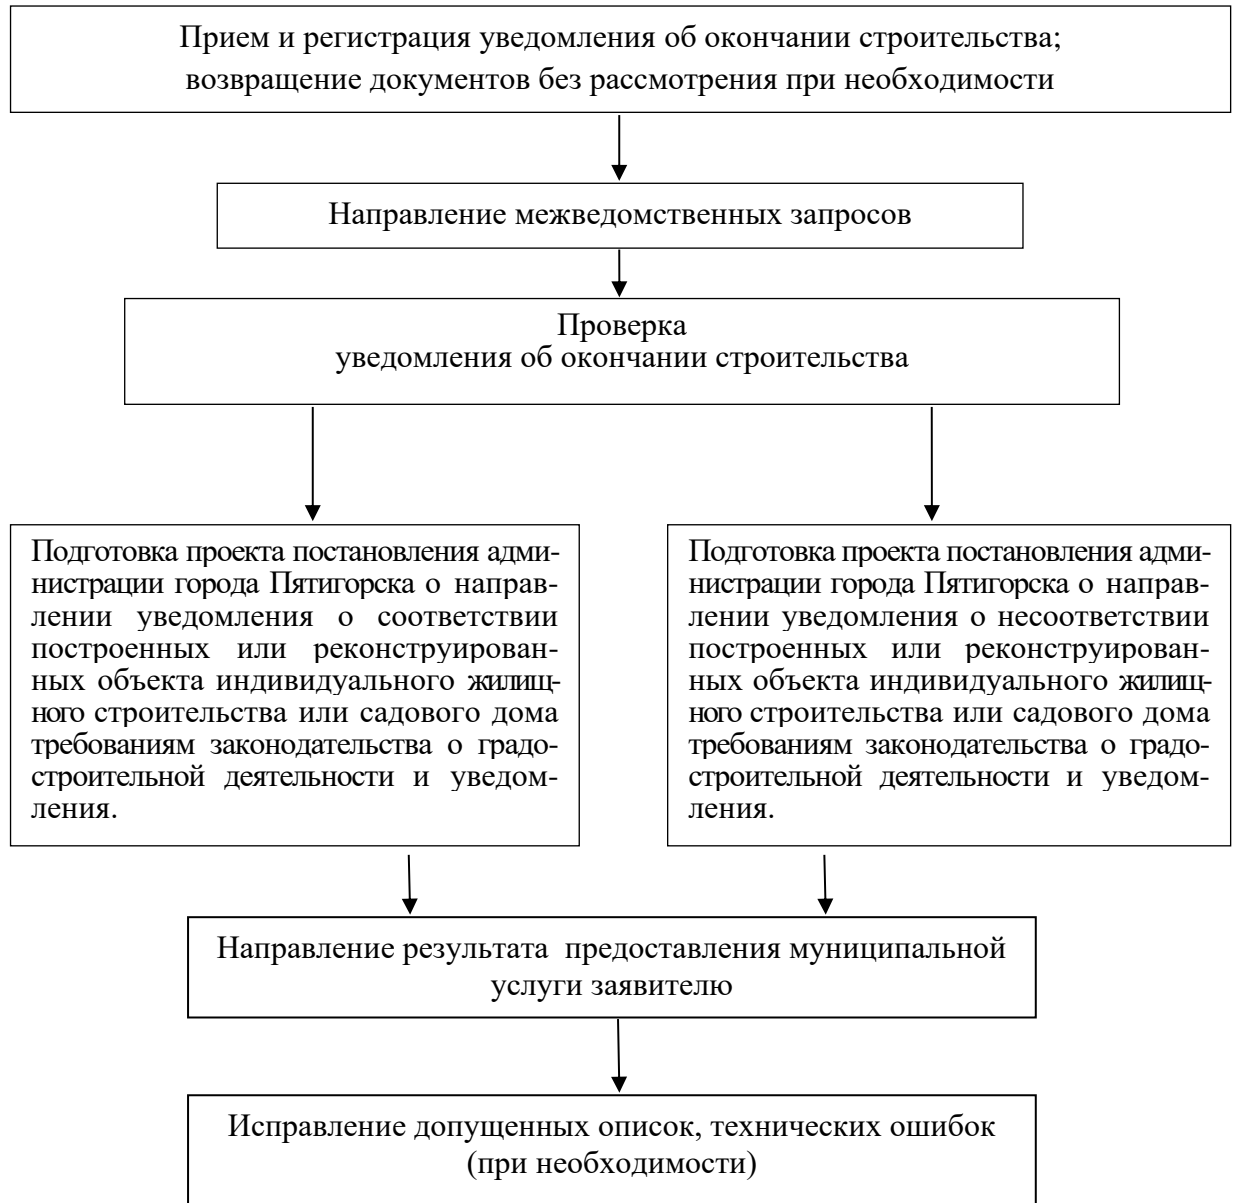 Прием и регистрация уведомления об окончании строительства;
возвращение документов без рассмотрения при необходимости
Направление межведомственных запросов
Проверка
уведомления об окончании строительства
Подготовка проекта постановления адми-
нистрации города Пятигорска о направ-
лении уведомления о соответствии
построенных или реконструирован-
ных объекта индивидуального жилищ-
ного строительства или садового дома
требованиям законодательства о градо-
строительной деятельности и уведом-
ления.
Подготовка проекта постановления адми-
нистрации города Пятигорска о направ-
лении уведомления о несоответствии
построенных или реконструирован-
ных объекта индивидуального жилищ-
ного строительства или садового дома
требованиям законодательства о градо-
строительной деятельности и уведом-
ления.
Направление результата предоставления муниципальной
услуги заявителю
Исправление допущенных описок, технических ошибок
(при необходимости)